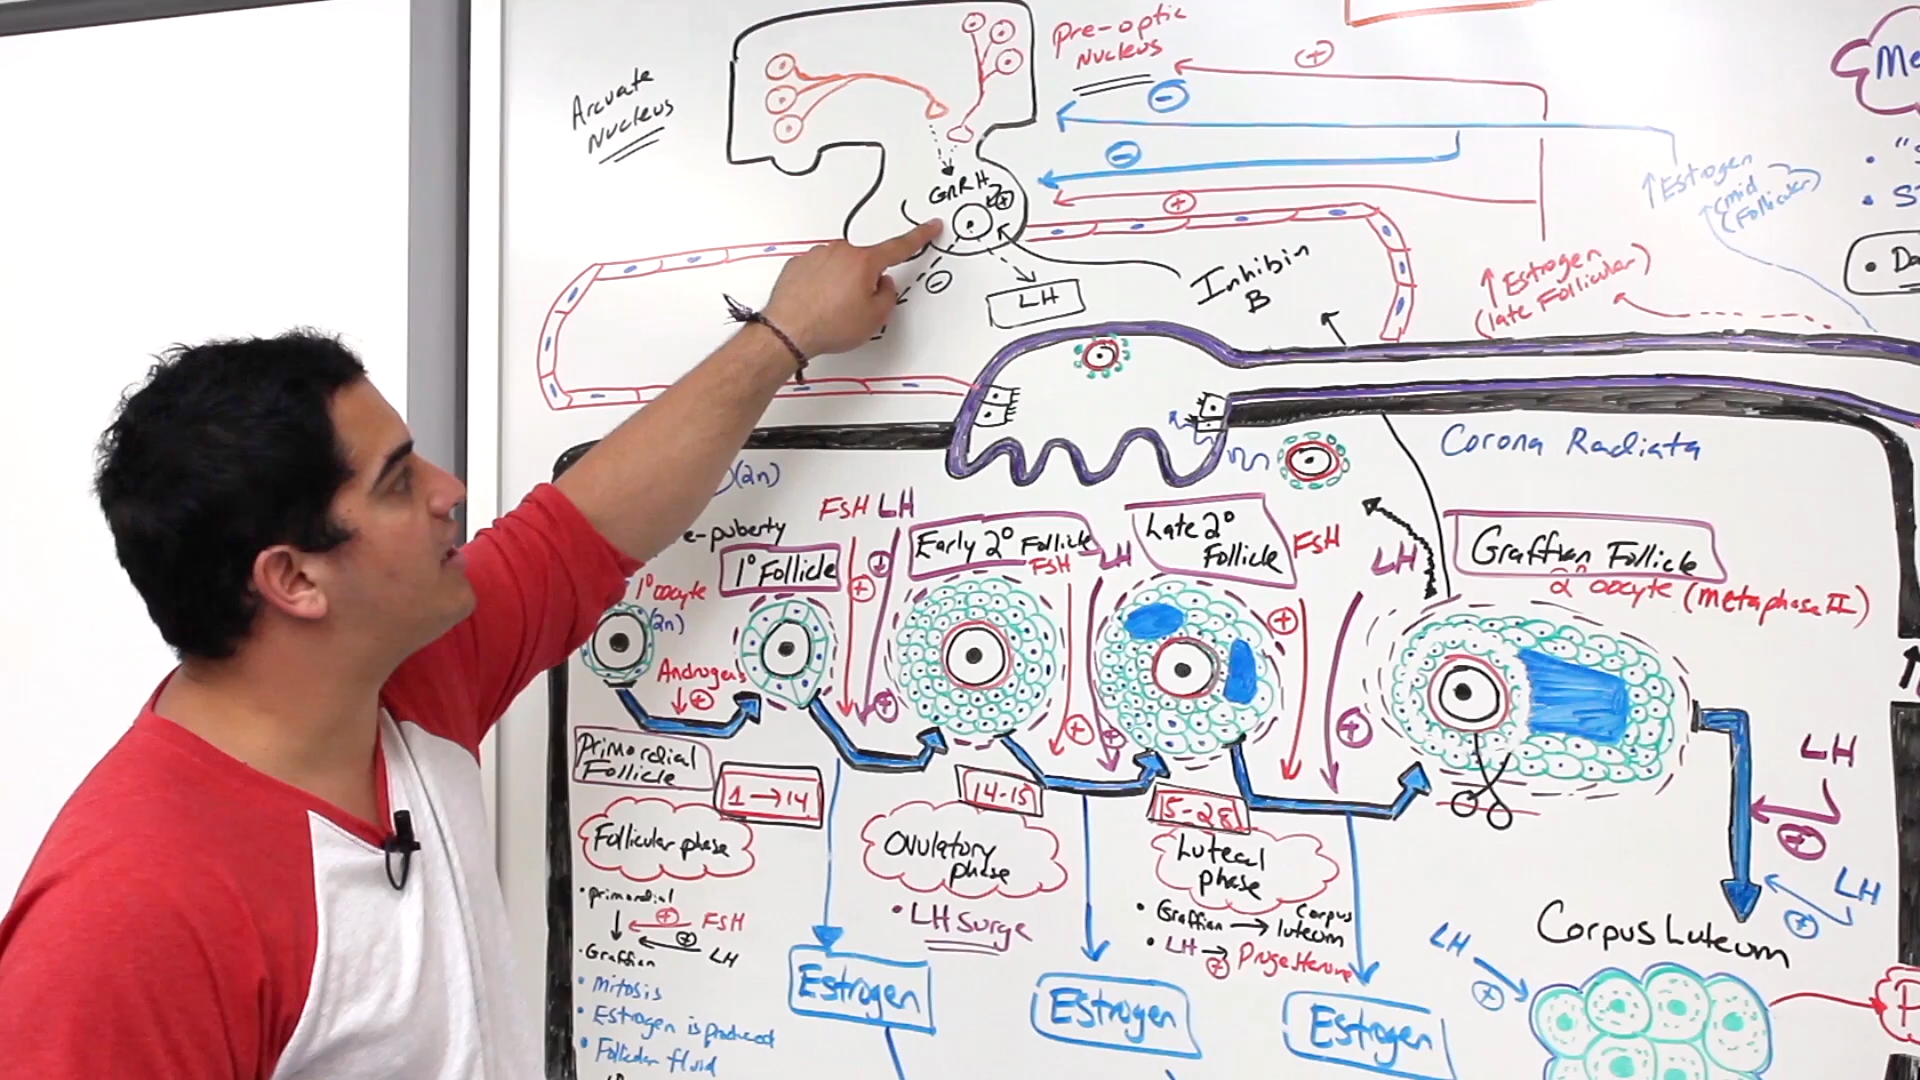 Arcuate
Nucleus
Pre-optic
Nucleus
+
-
-
+
GnRH
+
-
LH
Inhibin
B
↑Estrogen
(mid
Follicular)
↑Estrogen
(late Follicular)
Me
• "S
• S
• Da
Corona Radiata
(2n)
e-puberty
1° oocyte
(2n)
Androgens
↓+
Primordial
Follicle
1° Follicle
FSH LH
+
+
+
Early 2° Follicle
FSH
LH
+
+
Late 2°
Follicle
FSH
LH
+
+
Graffian Follicle
2° oocyte (metaphase II)
1→14
Follicular phase
• primordial
↓ + FSH
+ LH
• Graffian
• Mitosis
• Estrogen is produced
• Follicular fluid
14-15
Ovulatory
phase
• LH Surge
15-28
Luteal
phase
• Graffian → Corpus
luteum
• LH → Progesterone
+
Estrogen
Estrogen
Estrogen
LH
+
LH
+
LH
+
Corpus Luteum
P